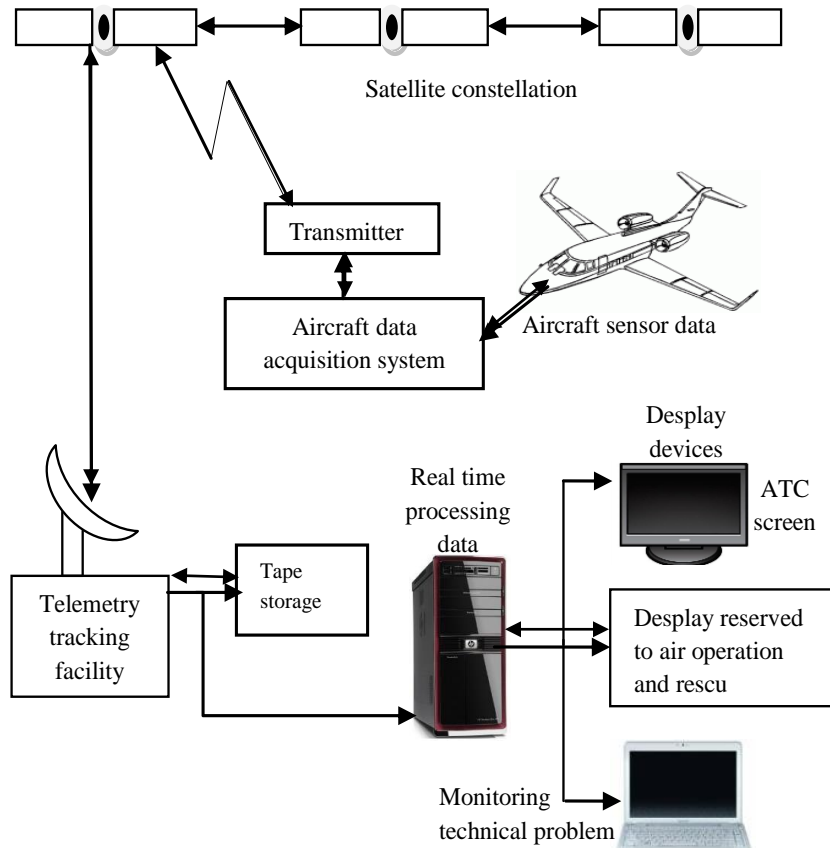 Satellite constellation
Transmitter
Aircraft data
acquisition system
Aircraft sensor data
Desplay
devices
ATC
screen
Real time
processing
data
Tape
storage
Telemetry
tracking
facility
Desplay reserved
to air operation
and rescu
Monitoring
technical problem